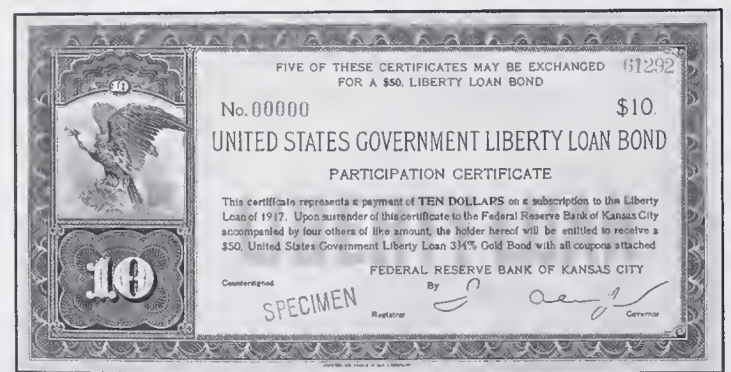 FIVE OF THESE CERTIFICATES MAY BE EXCHANGED 61292
FOR A $50. LIBERTY LOAN BOND
10
No. 00000 $10.
UNITED STATES GOVERNMENT LIBERTY LOAN BOND
PARTICIPATION CERTIFICATE
This certificate represents a payment of TEN DOLLARS on a subscription to the Liberty
Loan of 1917. Upon surrender of this certificate to the Federal Reserve Bank of Kansas City
accompanied by four others of like amount, the holder hereof will be entitled to receive a
$50, United States Government Liberty Loan 3½% Gold Bond with all coupons attached
10
FEDERAL RESERVE BANK OF KANSAS CITY
Countersigned By
SPECIMEN
Registrar Governor